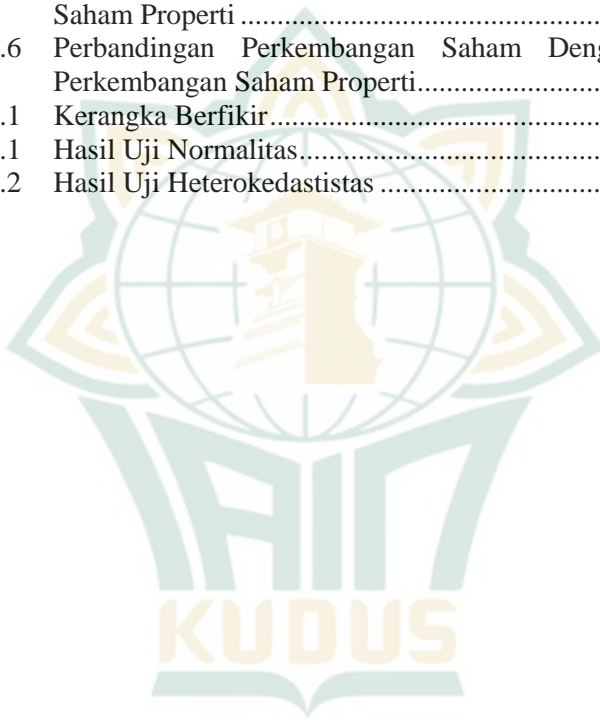 Saham Properti ..........................................
.6 Perbandingan Perkembangan Saham Deng
Perkembangan Saham Properti......................
.1 Kerangka Berfikir..........................................
.1 Hasil Uji Normalitas......................................
.2 Hasil Uji Heterokedastistas ............................
IAIN
KUDUS